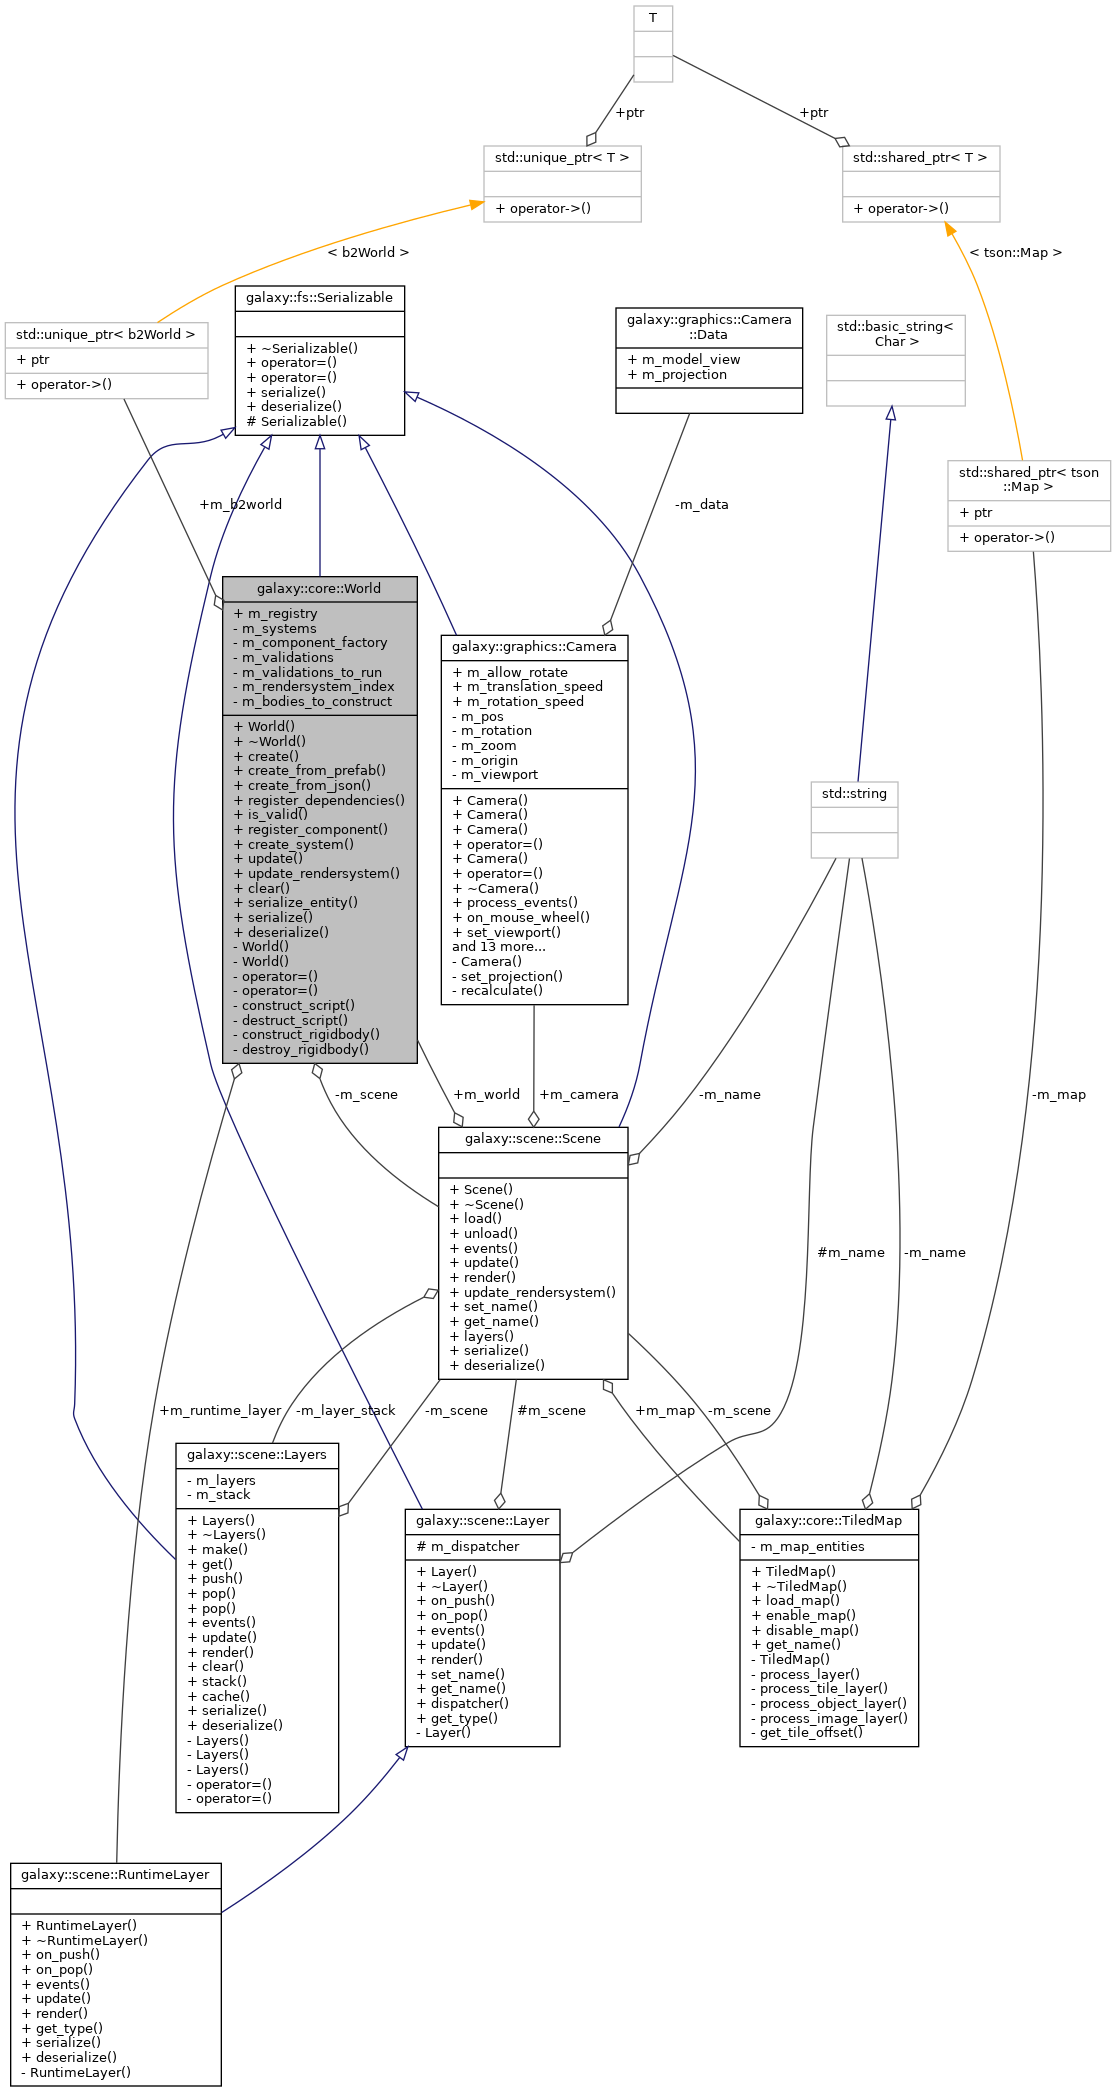 T
+ptr
+ptr
std::unique_ptr< T >
+ operator->()
std::shared_ptr< T >
+ operator->()
< b2World >
< tson::Map >
galaxy::fs::Serializable
+ ~Serializable()
+ operator=()
+ operator=()
+ serialize()
+ deserialize()
# Serializable()
std::unique_ptr< b2World >
+ ptr
+ operator->()
galaxy::graphics::Camera
::Data
+ m_model_view
+ m_projection
std::basic_string<
Char >
std::shared_ptr< tson
::Map >
+ ptr
+ operator->()
+m_b2world
-m_data
galaxy::core::World
+ m_registry
- m_systems
- m_component_factory
- m_validations
- m_validations_to_run
- m_rendersystem_index
- m_bodies_to_construct
+ World()
+ ~World()
+ create()
+ create_from_prefab()
+ create_from_json()
+ register_dependencies()
+ is_valid()
+ register_component()
+ create_system()
+ update()
+ update_rendersystem()
+ clear()
+ serialize_entity()
+ serialize()
+ deserialize()
- World()
- World()
- operator=()
- operator=()
- construct_script()
- destruct_script()
- construct_rigidbody()
- destroy_rigidbody()
galaxy::graphics::Camera
+ m_allow_rotate
+ m_translation_speed
+ m_rotation_speed
- m_pos
- m_rotation
- m_zoom
- m_origin
- m_viewport
+ Camera()
+ Camera()
+ Camera()
+ operator=()
+ Camera()
+ operator=()
+ ~Camera()
+ process_events()
+ on_mouse_wheel()
+ set_viewport()
and 13 more...
- Camera()
- set_projection()
- recalculate()
std::string
-m_scene
+m_world
+m_camera
-m_name
-m_map
galaxy::scene::Scene
+ Scene()
+ ~Scene()
+ load()
+ unload()
+ events()
+ update()
+ render()
+ update_rendersystem()
+ set_name()
+ get_name()
+ layers()
+ serialize()
+ deserialize()
#m_name
-m_name
+m_runtime_layer
-m_layer_stack
-m_scene
#m_scene
+m_map
-m_scene
galaxy::scene::Layers
- m_layers
- m_stack
+ Layers()
+ ~Layers()
+ make()
+ get()
+ push()
+ pop()
+ pop()
+ events()
+ update()
+ render()
+ clear()
+ stack()
+ cache()
+ serialize()
+ deserialize()
- Layers()
- Layers()
- Layers()
- operator=()
- operator=()
galaxy::scene::Layer
# m_dispatcher
+ Layer()
+ ~Layer()
+ on_push()
+ on_pop()
+ events()
+ update()
+ render()
+ set_name()
+ get_name()
+ dispatcher()
+ get_type()
- Layer()
galaxy::core::TiledMap
- m_map_entities
+ TiledMap()
+ ~TiledMap()
+ load_map()
+ enable_map()
+ disable_map()
+ get_name()
- TiledMap()
- process_layer()
- process_tile_layer()
- process_object_layer()
- process_image_layer()
- get_tile_offset()
galaxy::scene::RuntimeLayer
+ RuntimeLayer()
+ ~RuntimeLayer()
+ on_push()
+ on_pop()
+ events()
+ update()
+ render()
+ get_type()
+ serialize()
+ deserialize()
- RuntimeLayer()